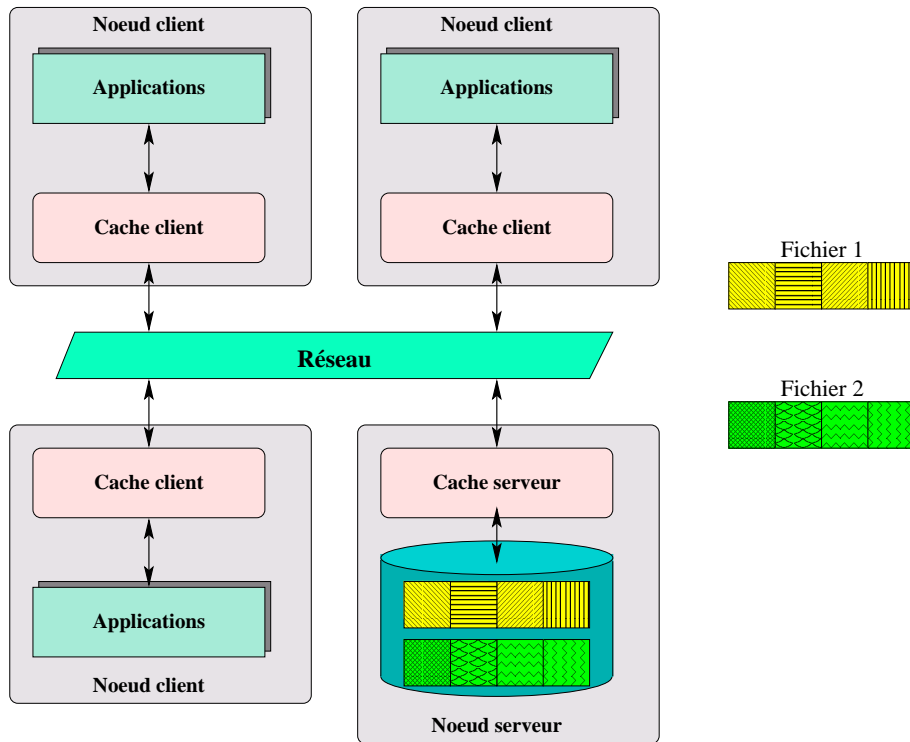 Noeud client
Applications
Cache client
Noeud client
Applications
Cache client
Fichier 1
Réseau
Fichier 2
Cache client
Applications
Noeud client
Cache serveur
Noeud serveur